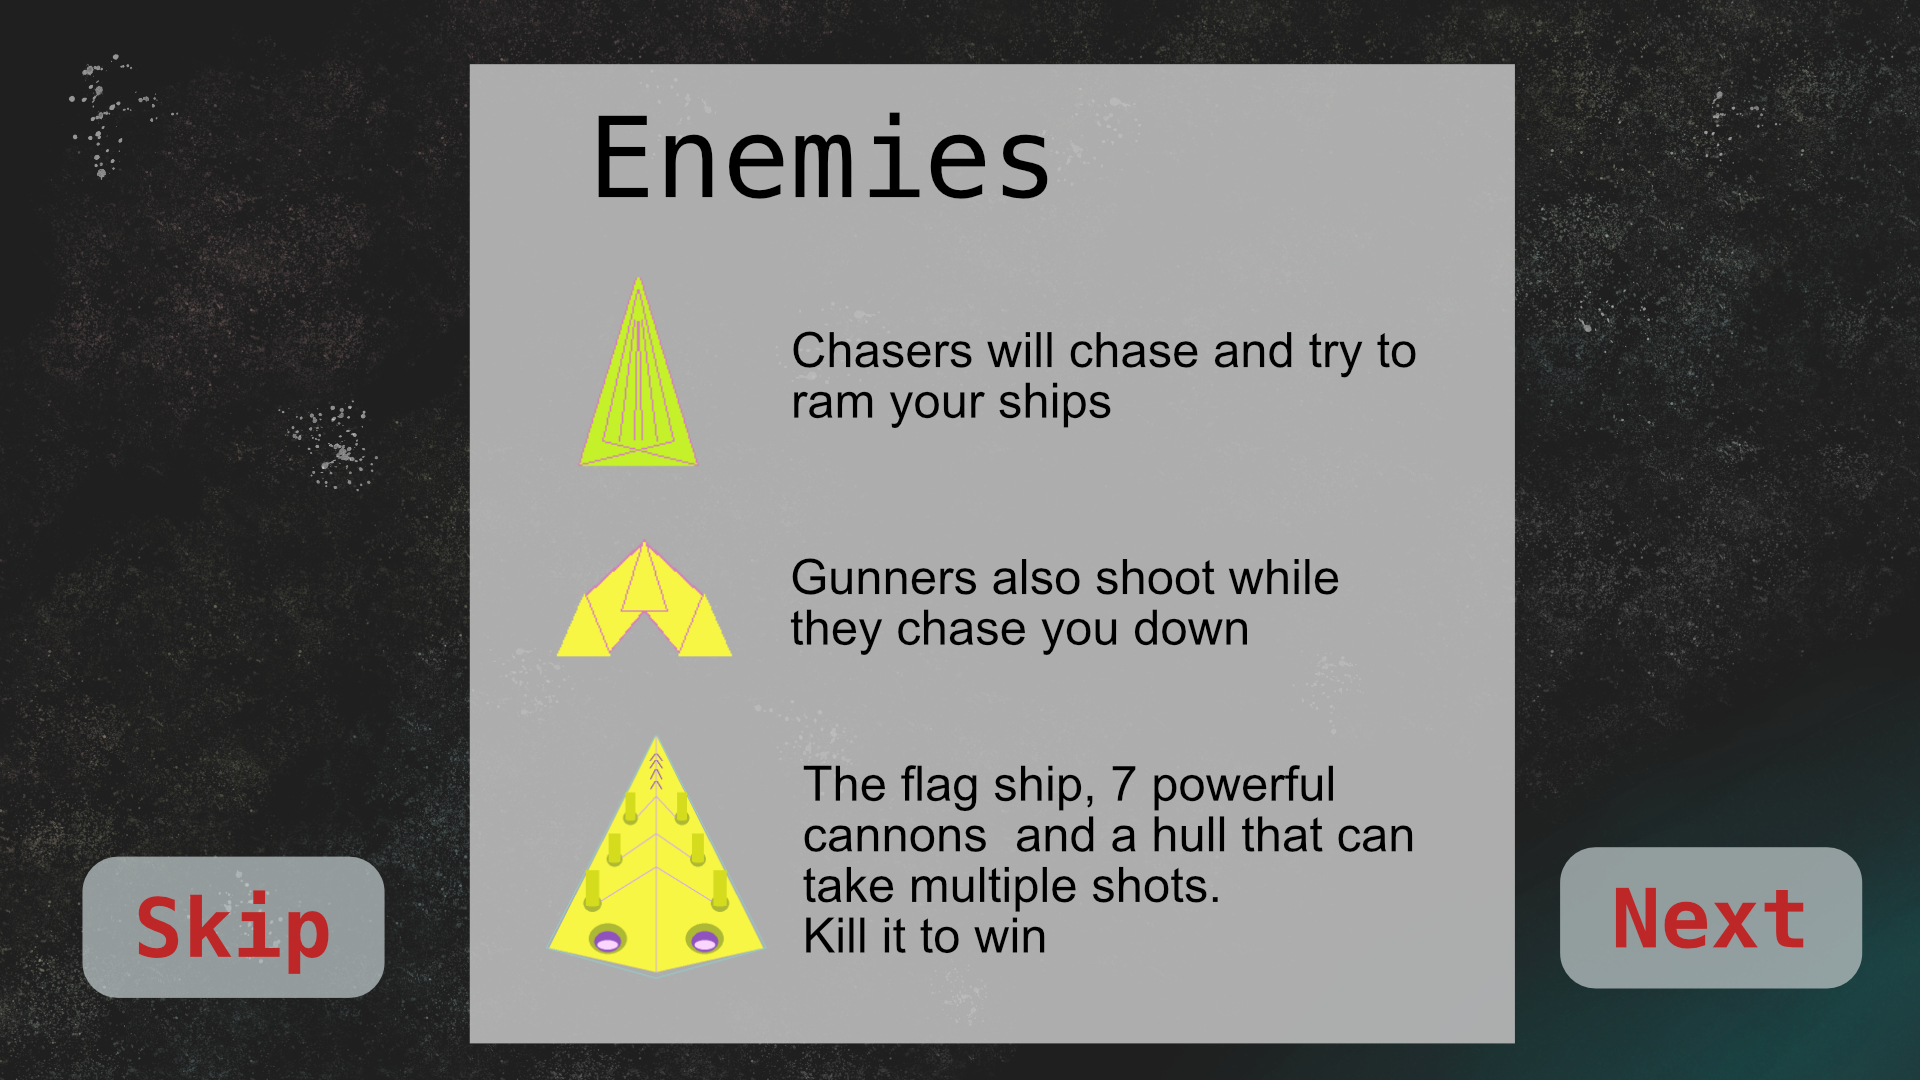 Enemies
Chasers will chase and try to
ram your ships
Gunners also shoot while
they chase you down
The flag ship, 7 powerful
cannons  and a hull that can
take multiple shots.
Kill it to win
Skip
Next